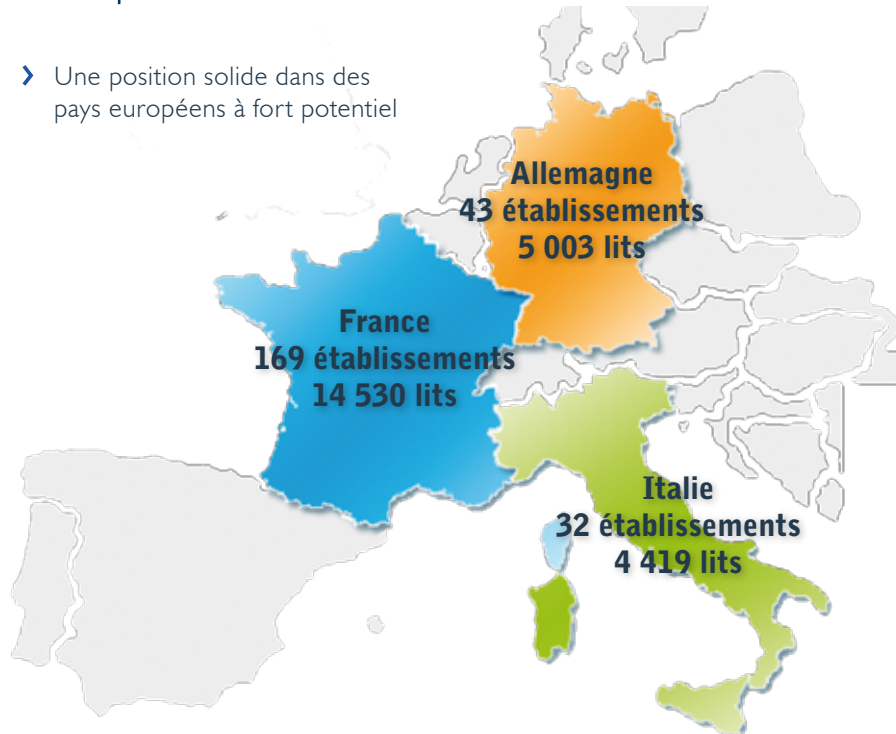 › Une position solide dans des
pays européens à fort potentiel
Allemagne
43 établissements
5 003 lits
France
169 établissements
14 530 lits
Italie
32 établissements
4 419 lits